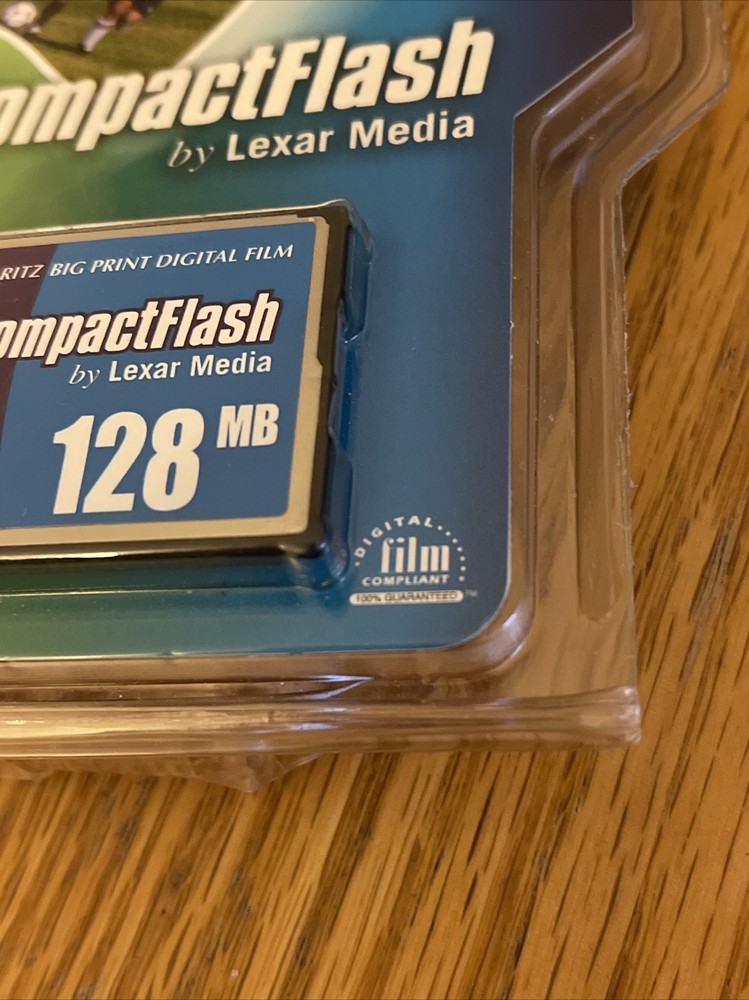 ompactFlash
by Lexar Media
RITZ BIG PRINT DIGITAL FILM
ompactFlash
by Lexar Media
128 MB
DIGITAL
film
COMPLIANT
100% GUARANTEED TM